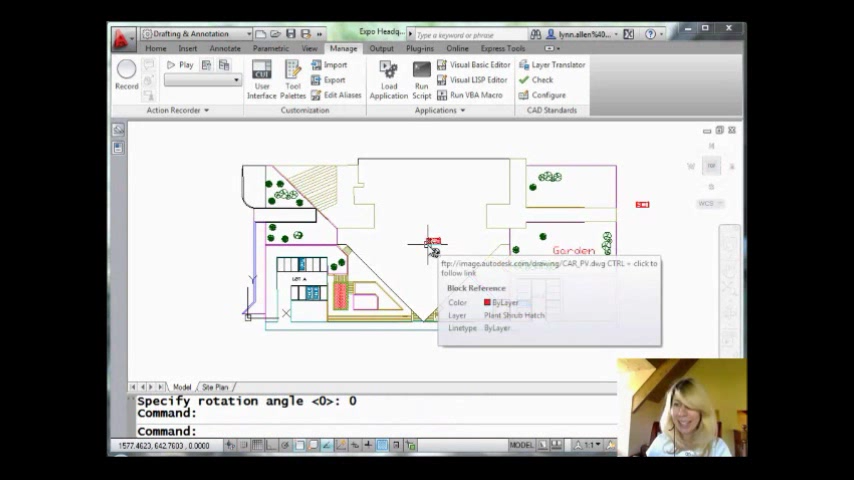 Drafting & Annotation
Expo Headq...
Type a keyword or phrase
lynn.allen%40...
Home Insert Annotate Parametric View Manage Output Plug-ins Online Express Tools
Record
Play
Action Recorder
User Interface
Tool Palettes
Import
Export
Edit Aliases
Customization
Load Application
Run Script
Visual Basic Editor
Visual LISP Editor
Run VBA Macro
Applications
Layer Translator
Check
Configure
CAD Standards
N
W
E
S
WCS
Garden
LOT A
Y
X
ftp://image.autodesk.com/drawing/CAR_PV.dwg CTRL + click to
follow link
Block Reference
Color ByLayer
Layer Plant Shrub Hatch
Linetype ByLayer
Model Site Plan
Specify rotation angle <0>: 0
Command:
Command:
1577.4623, 642.7603, 0.0000
MODEL
1:1